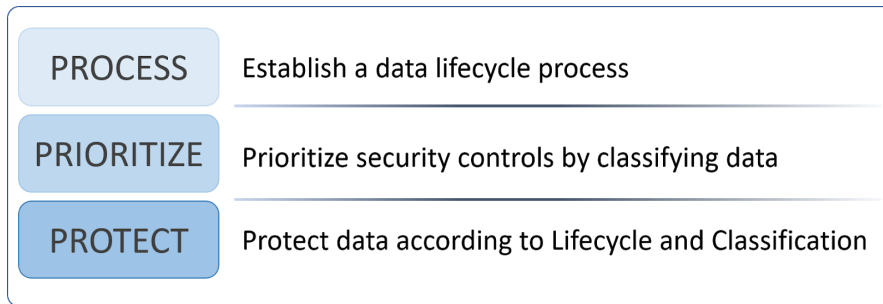 PROCESS
Establish a data lifecycle process
PRIORITIZE
Prioritize security controls by classifying data
PROTECT
Protect data according to Lifecycle and Classification